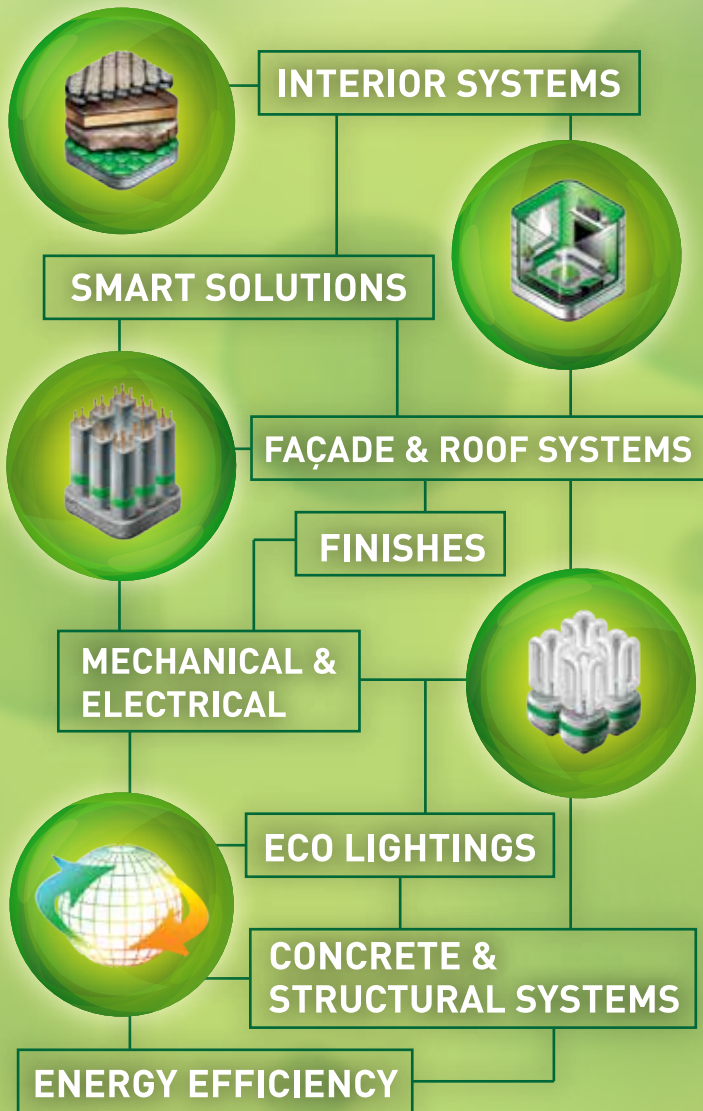 INTERIOR SYSTEMS
SMART SOLUTIONS
FAÇADE & ROOF SYSTEMS
FINISHES
MECHANICAL &
ELECTRICAL
ECO LIGHTINGS
CONCRETE &
STRUCTURAL SYSTEMS
ENERGY EFFICIENCY